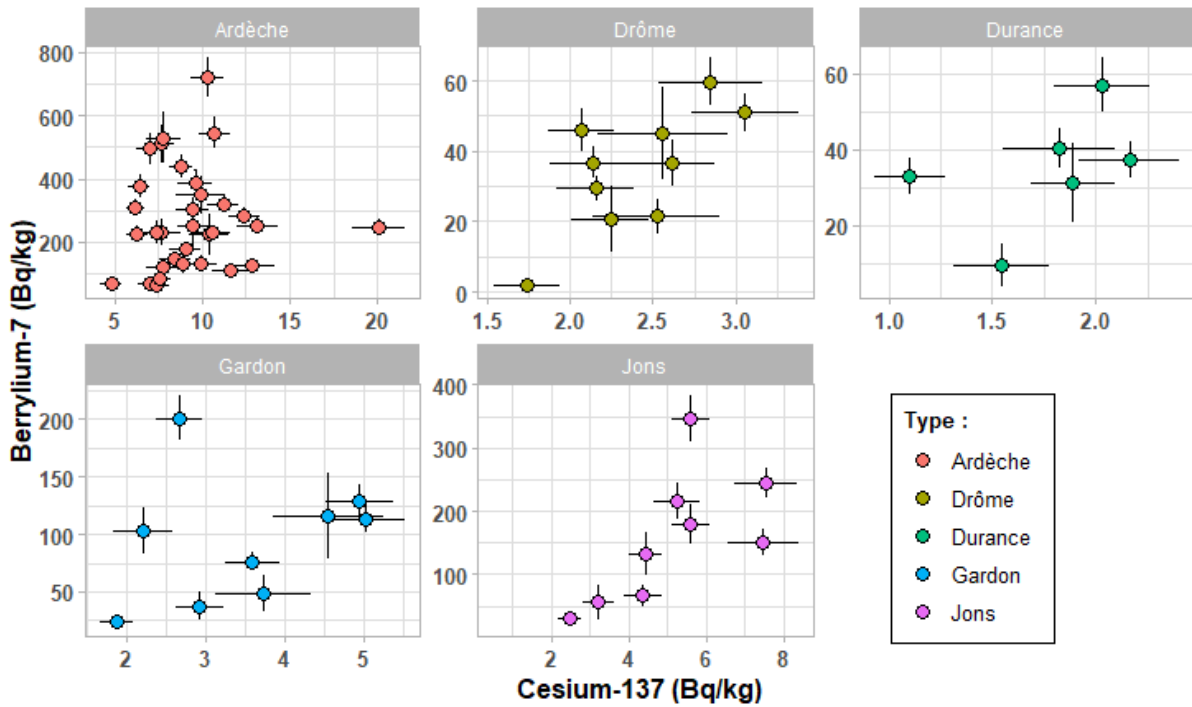 Ardèche
Drôme
Durance
800
600
400
200
5
10
15
20
60
40
20
0
1.5
2.0
2.5
3.0
60
40
20
1.0
1.5
2.0
Berrylium-7 (Bq/kg)
Gardon
Jons
200
150
100
50
2
3
4
5
400
300
200
100
2
4
6
8
Type :
Ardèche
Drôme
Durance
Gardon
Jons
Cesium-137 (Bq/kg)